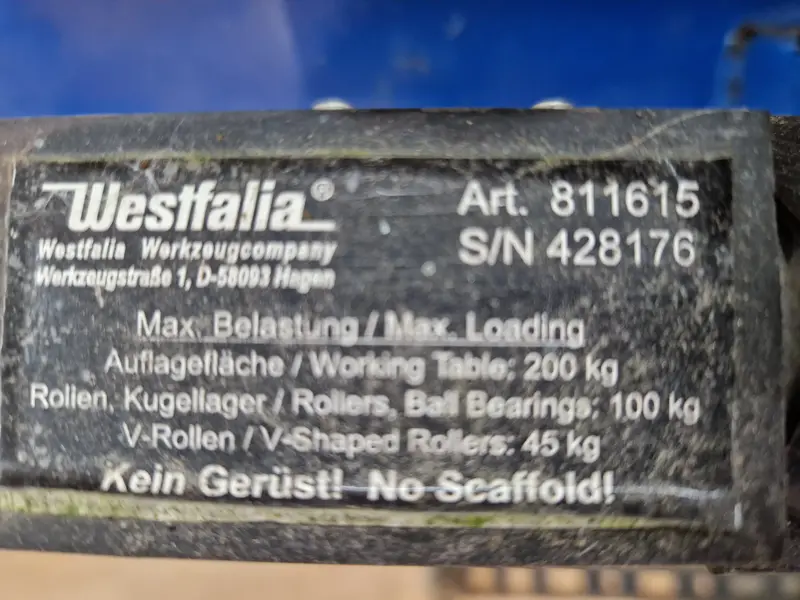 Westfalia®
Westfalia Werkzeugcompany
Werkzeugstraße 1, D-58093 Hagen
Art. 811615
S/N 428176
Max. Belastung / Max. Loading
Auflagefläche / Working Table: 200 kg
Rollen, Kugellager / Rollers, Ball Bearings: 100 kg
V-Rollen / V-Shaped Rollers: 45 kg
Kein Gerüst! No Scaffold!